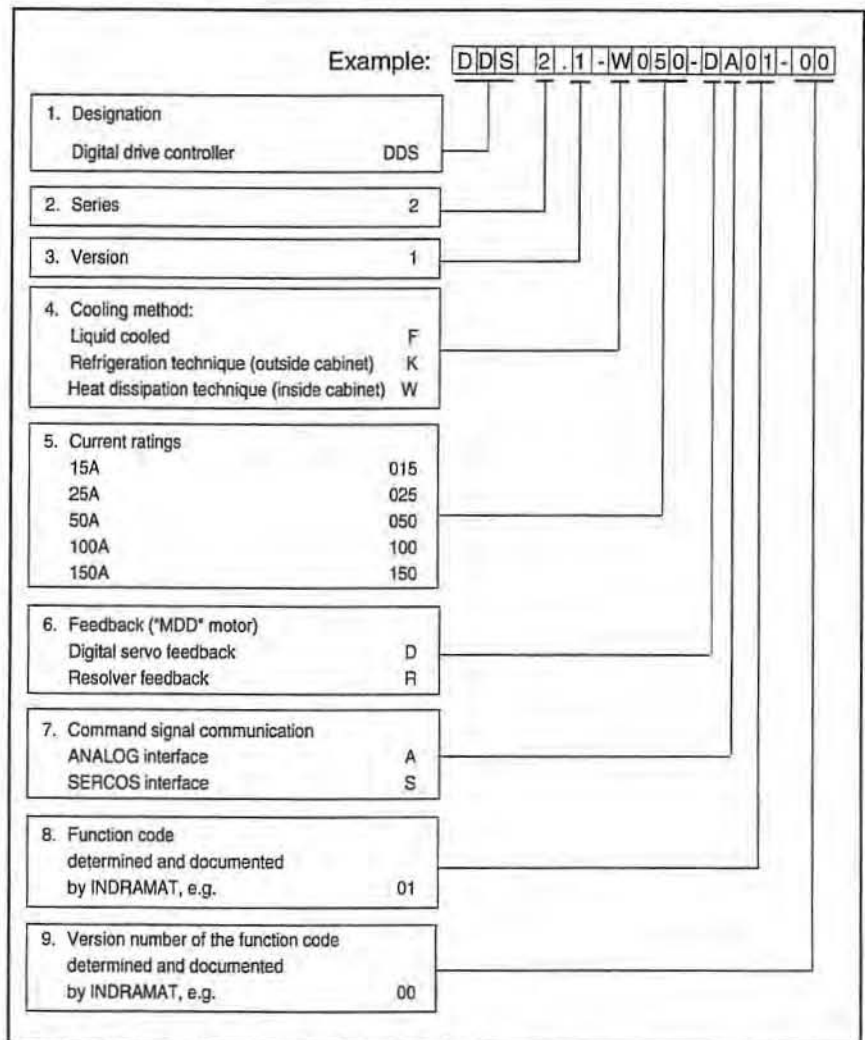 Example: DDS 2.1-W050-DA01-00
1. Designation
Digital drive controller DDS
2. Series 2
3. Version 1
4. Cooling method:
Liquid cooled F
Refrigeration technique (outside cabinet) K
Heat dissipation technique (inside cabinet) W
5. Current ratings
15A 015
25A 025
50A 050
100A 100
150A 150
6. Feedback ("MDD" motor)
Digital servo feedback D
Resolver feedback R
7. Command signal communication
ANALOG interface A
SERCOS interface S
8. Function code
determined and documented
by INDRAMAT, e.g. 01
9. Version number of the function code
determined and documented
by INDRAMAT, e.g. 00